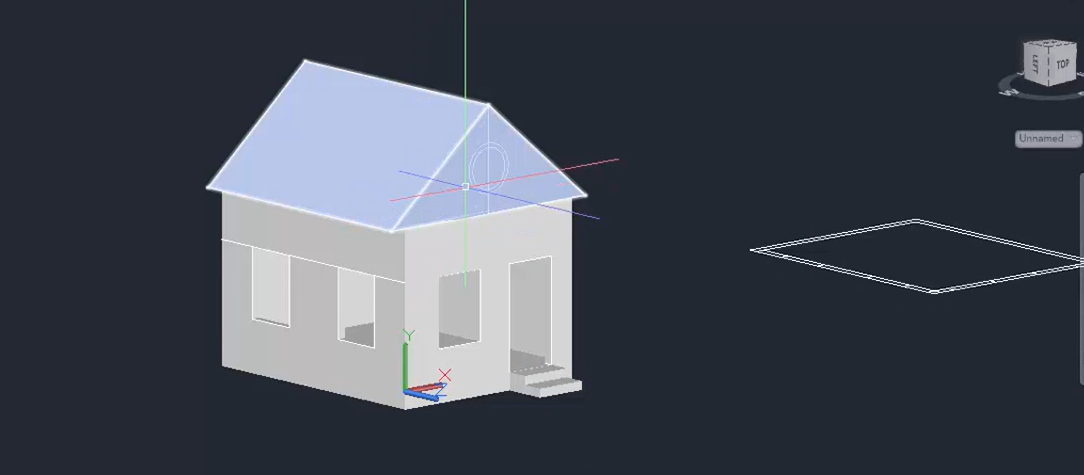 LEFT
TOP
Unnamed
Y
X
Z